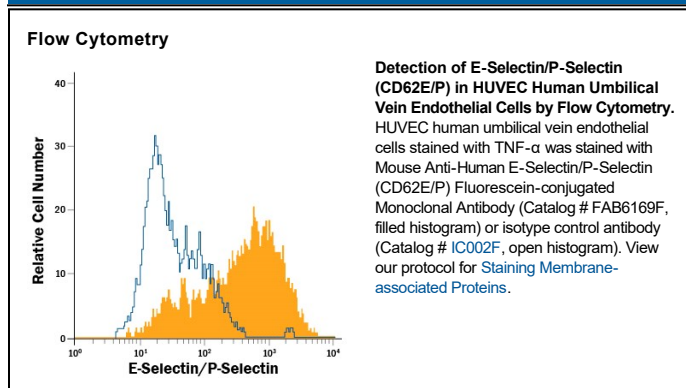 Flow Cytometry
40
30
20
10
0
Relative Cell Number
10⁰ 10¹ 10² 10³ 10⁴
E-Selectin/P-Selectin
Detection of E-Selectin/P-Selectin
(CD62E/P) in HUVEC Human Umbilical
Vein Endothelial Cells by Flow Cytometry.
HUVEC human umbilical vein endothelial
cells stained with TNF-α was stained with
Mouse Anti-Human E-Selectin/P-Selectin
(CD62E/P) Fluorescein-conjugated
Monoclonal Antibody (Catalog # FAB6169F,
filled histogram) or isotype control antibody
(Catalog # IC002F, open histogram). View
our protocol for Staining Membrane-
associated Proteins.